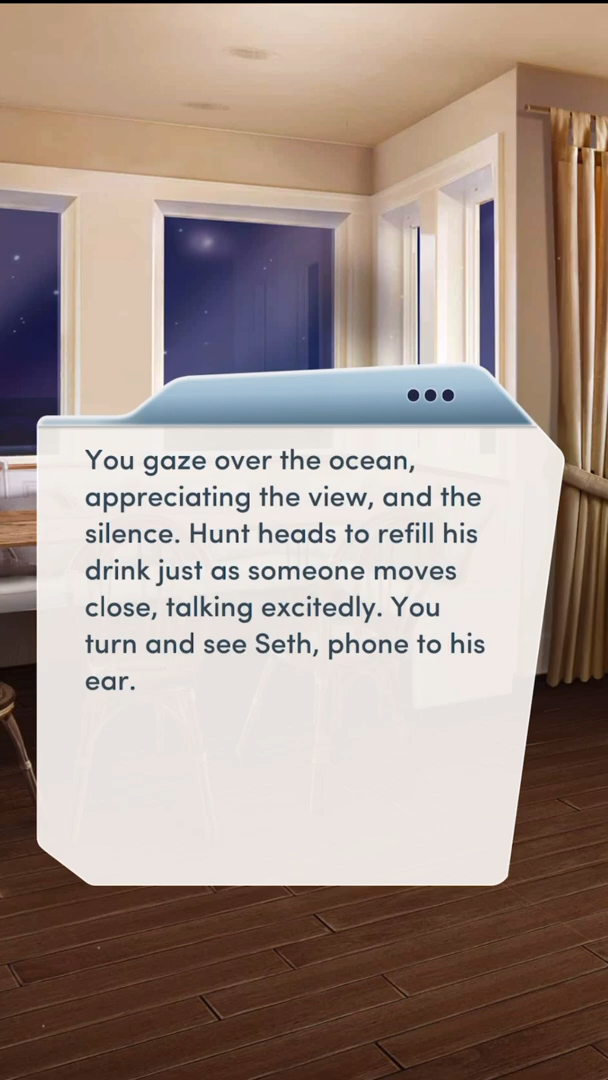 You gaze over the ocean,
appreciating the view, and the
silence. Hunt heads to refill his
drink just as someone moves
close, talking excitedly. You
turn and see Seth, phone to his
ear.